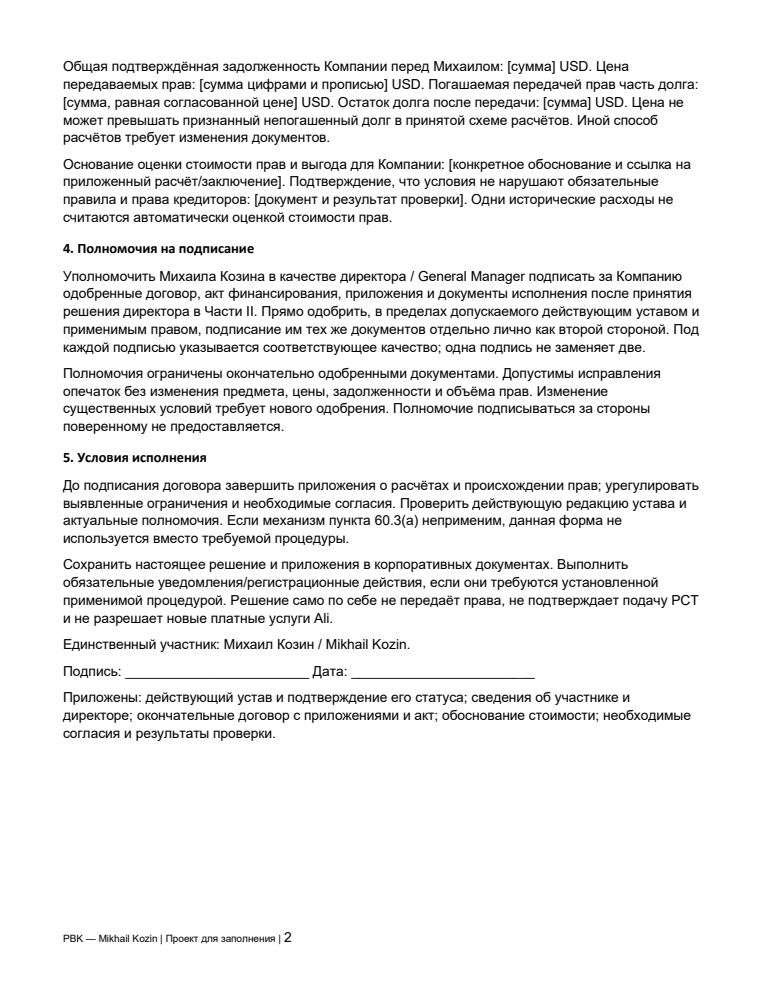 Общая подтверждённая задолженность Компании перед Михаилом: [сумма] USD. Цена
передаваемых прав: [сумма цифрами и прописью] USD. Погашаемая передачей прав часть долга:
[сумма, равная согласованной цене] USD. Остаток долга после передачи: [сумма] USD. Цена не
может превышать признанный непогашенный долг в принятой схеме расчётов. Иной способ
расчётов требует изменения документов.
Основание оценки стоимости прав и выгода для Компании: [конкретное обоснование и ссылка на
приложенный расчёт/заключение]. Подтверждение, что условия не нарушают обязательные
правила и права кредиторов: [документ и результат проверки]. Одни исторические расходы не
считаются автоматически оценкой стоимости прав.
4. Полномочия на подписание
Уполномочить Михаила Козина в качестве директора / General Manager подписать за Компанию
одобренные договор, акт финансирования, приложения и документы исполнения после принятия
решения директора в Части II. Прямо одобрить, в пределах допускаемого действующим уставом и
применимым правом, подписание им тех же документов отдельно лично как второй стороной. Под
каждой подписью указывается соответствующее качество; одна подпись не заменяет две.
Полномочия ограничены окончательно одобренными документами. Допустимы исправления
опечаток без изменения предмета, цены, задолженности и объёма прав. Изменение
существенных условий требует нового одобрения. Полномочие подписываться за стороны
поверенному не предоставляется.
5. Условия исполнения
До подписания договора завершить приложения о расчётах и происхождении прав; урегулировать
выявленные ограничения и необходимые согласия. Проверить действующую редакцию устава и
актуальные полномочия. Если механизм пункта 60.3(a) неприменим, данная форма не
используется вместо требуемой процедуры.
Сохранить настоящее решение и приложения в корпоративных документах. Выполнить
обязательные уведомления/регистрационные действия, если они требуются установленной
применимой процедурой. Решение само по себе не передаёт права, не подтверждает подачу PCT
и не разрешает новые платные услуги Ali.
Единственный участник: Михаил Козин / Mikhail Kozin.
Подпись: ________________________ Дата: ________________________
Приложены: действующий устав и подтверждение его статуса; сведения об участнике и
директоре; окончательные договор с приложениями и акт; обоснование стоимости; необходимые
согласия и результаты проверки.
PBK — Mikhail Kozin | Проект для заполнения | 2